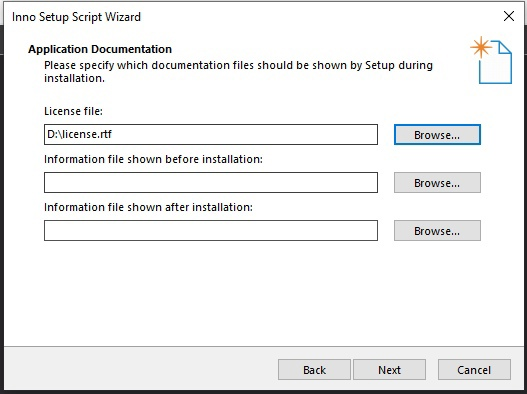 Inno Setup Script Wizard
Application Documentation
Please specify which documentation files should be shown by Setup during
installation.
License file:
D:\license.rtf
Browse...
Information file shown before installation:
Browse...
Information file shown after installation:
Browse...
Back
Next
Cancel